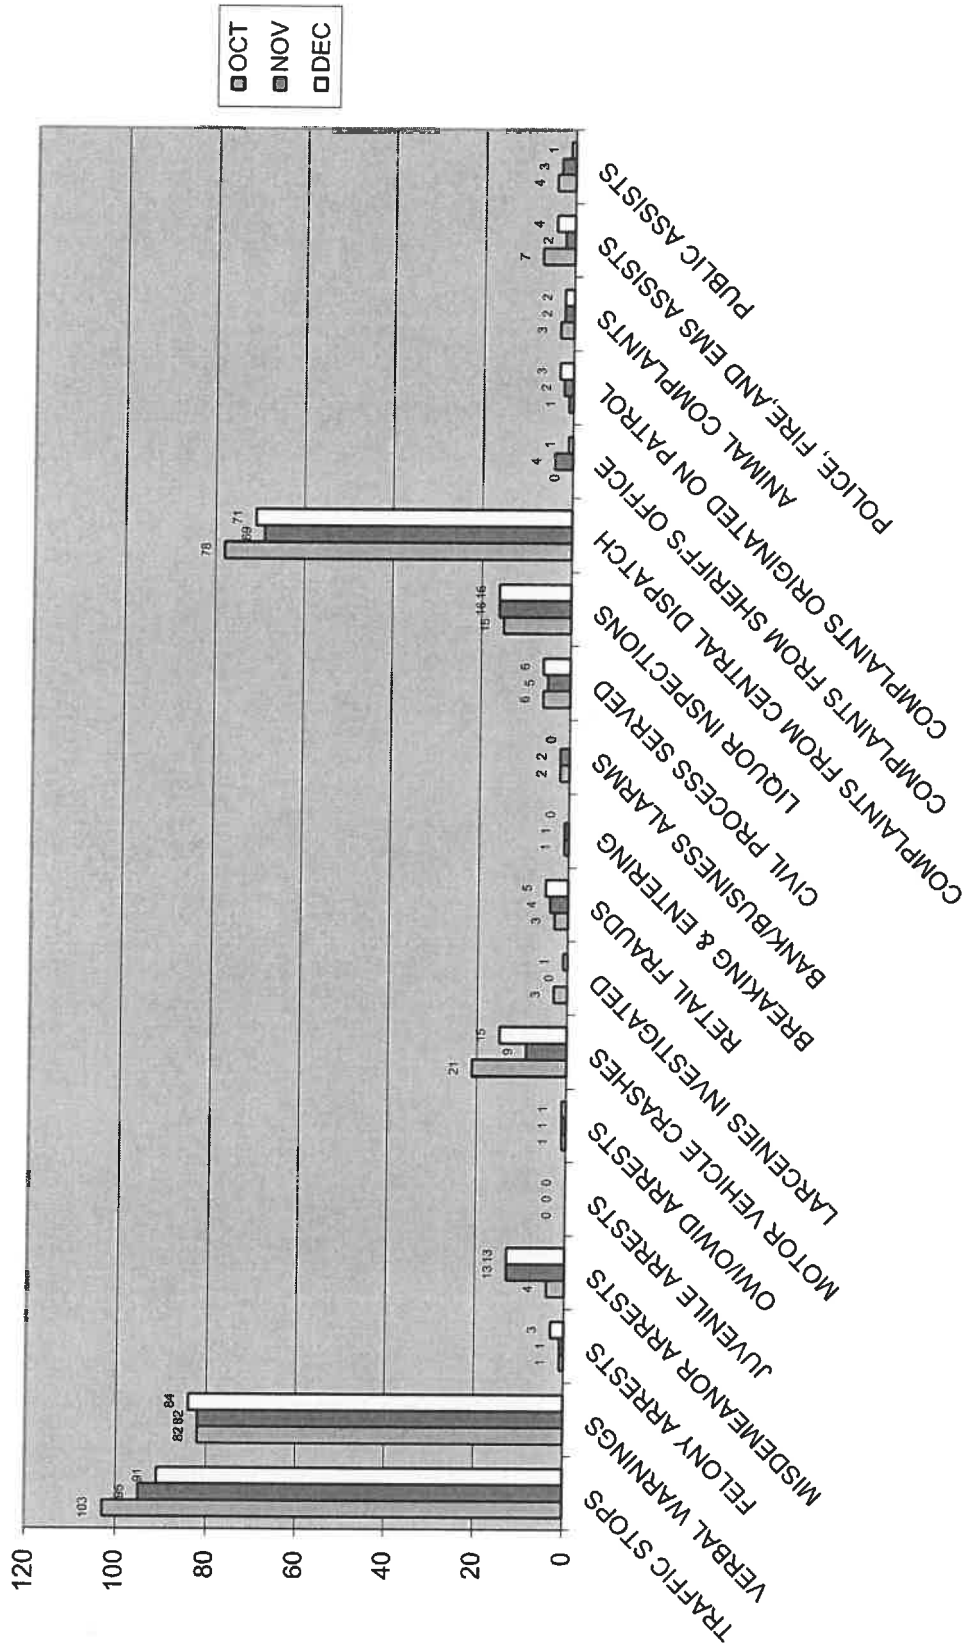 120
100
80
60
40
20
0
103 95 91
82 82 84
1 1 3
4 13 13
0 0 0
1 1 1
21 9 15
3 0 1
3 4 5
1 1 0
2 2 0
6 5 6
15 16 16
78 69 71
0 4 1
1 2 3
3 2 2
7 2 4
4 3 1
TRAFFIC STOPS
VERBAL WARNINGS
FELONY ARRESTS
MISDEMEANOR ARRESTS
JUVENILE ARRESTS
OWI/OWID ARRESTS
MOTOR VEHICLE CRASHES
LARCENIES INVESTIGATED
RETAIL FRAUDS
BREAKING & ENTERING
BANK/BUSINESS ALARMS
CIVIL PROCESS SERVED
LIQUOR INSPECTIONS
COMPLAINTS FROM CENTRAL DISPATCH
COMPLAINTS FROM SHERIFF'S OFFICE
COMPLAINTS ORIGINATED ON PATROL
ANIMAL COMPLAINTS
POLICE, FIRE,AND EMS ASSISTS
PUBLIC ASSISTS
OCT
NOV
DEC